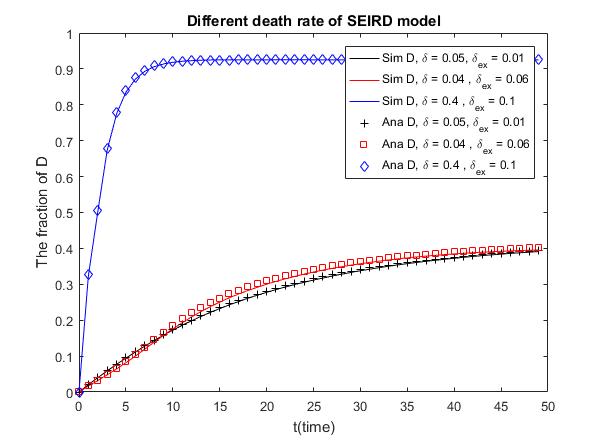 Different death rate of SEIRD model
The fraction of D
1
0.9
0.8
0.7
0.6
0.5
0.4
0.3
0.2
0.1
0
Sim D, δ = 0.05, δex = 0.01
Sim D, δ = 0.04 , δex = 0.06
Sim D, δ = 0.4 , δex = 0.1
Ana D, δ = 0.05, δex = 0.01
Ana D, δ = 0.04 , δex = 0.06
Ana D, δ = 0.4 , δex = 0.1
0 5 10 15 20 25 30 35 40 45 50
t(time)